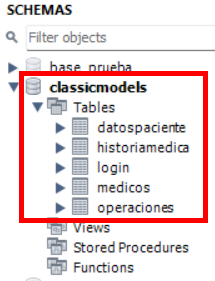 SCHEMAS
Filter objects
base_prueba
classicmodels
Tables
datospaciente
historiamedica
login
medicos
operaciones
Views
Stored Procedures
Functions